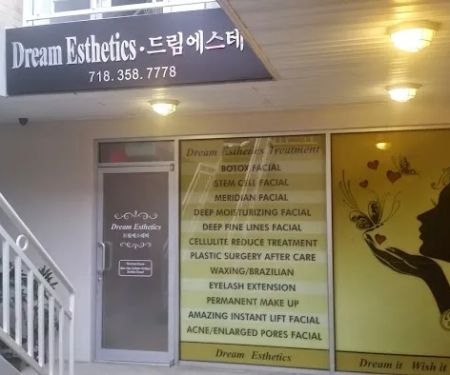 Dream Esthetics · 드림에스테
718.358.7778
Dream Esthetics
드림에스테
Dream Esthetics Treatment
BOTOX FACIAL
STEM CELL FACIAL
MERIDIAN FACIAL
DEEP MOISTURIZING FACIAL
DEEP FINE LINES FACIAL
CELLULITE REDUCE TREATMENT
PLASTIC SURGERY AFTER CARE
WAXING/BRAZILIAN
EYELASH EXTENSION
PERMANENT MAKE UP
AMAZING INSTANT LIFT FACIAL
ACNE/ENLARGED PORES FACIAL
Dream Esthetics
Dream it Wish it